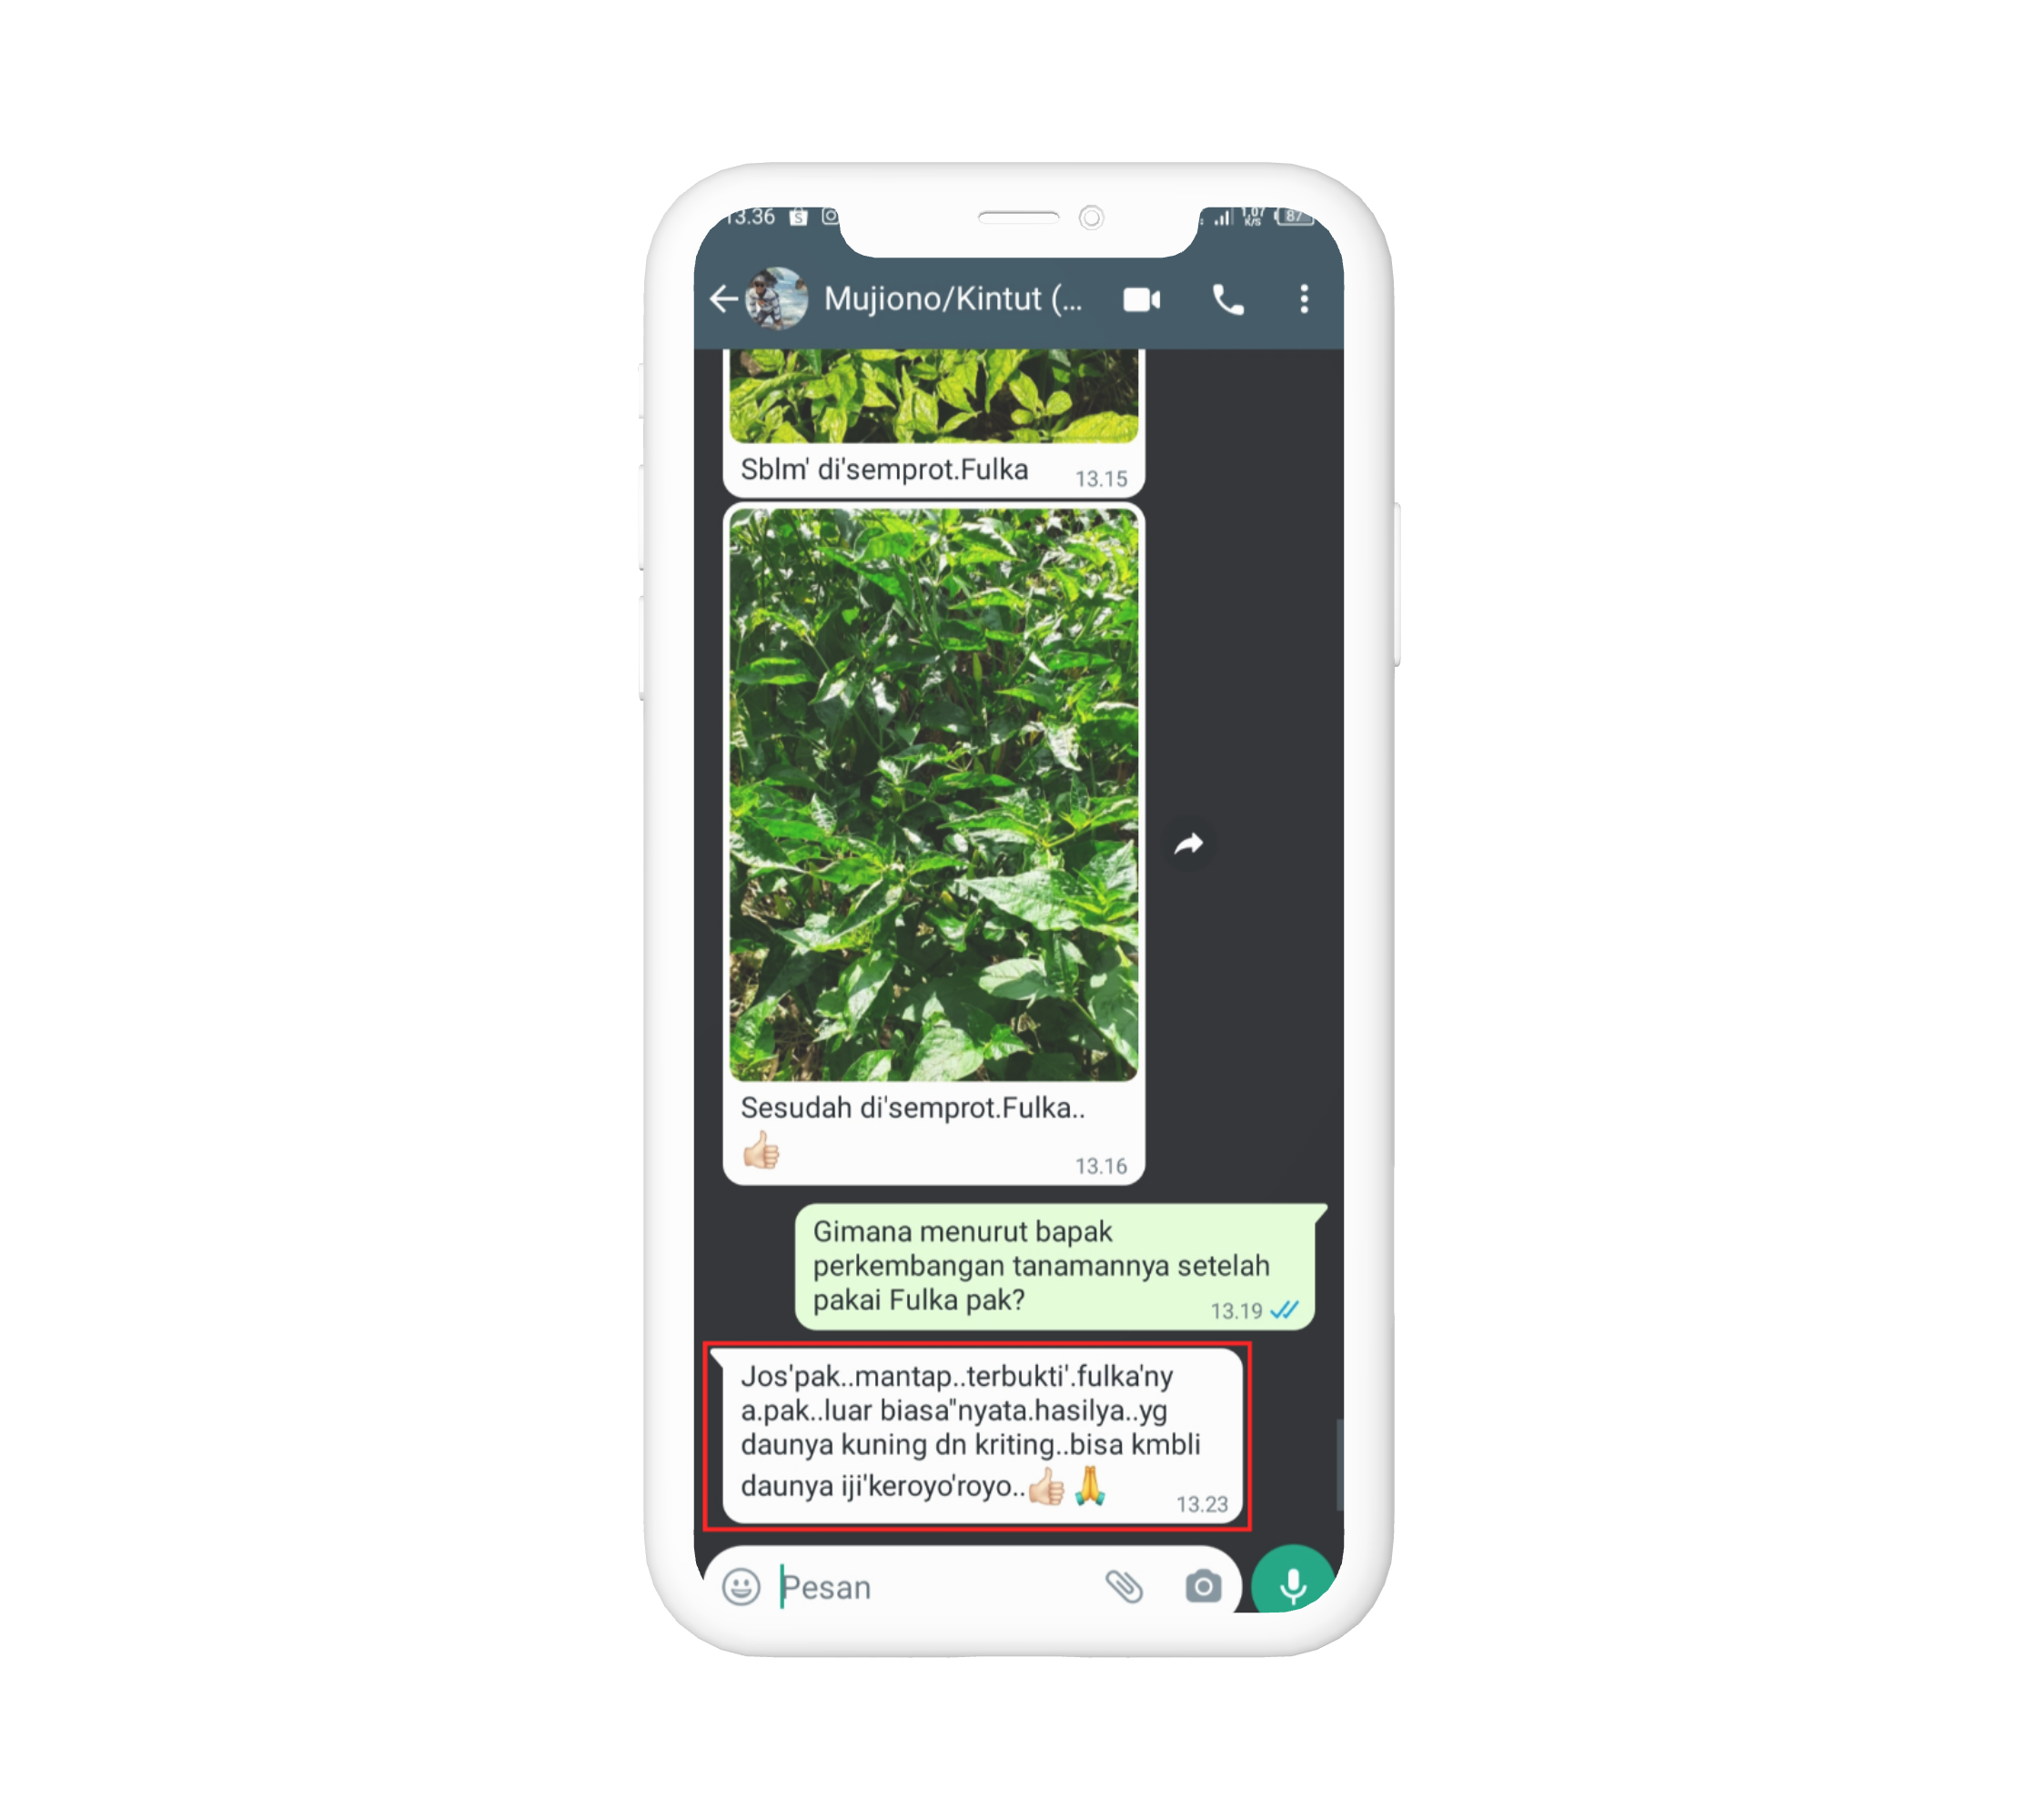 13.36
1,07
K/S
87
Mujiono/Kintut (...
Sblm' di'semprot.Fulka
13.15
Sesudah di'semprot.Fulka..
👍🏻
13.16
Gimana menurut bapak
perkembangan tanamannya setelah
pakai Fulka pak?
13.19
Jos'pak..mantap..terbukti'.fulka'ny
a.pak..luar biasa"nyata.hasilya..yg
daunya kuning dn kriting..bisa kmbli
daunya iji'keroyo'royo..👍🏻🙏
13.23
Pesan